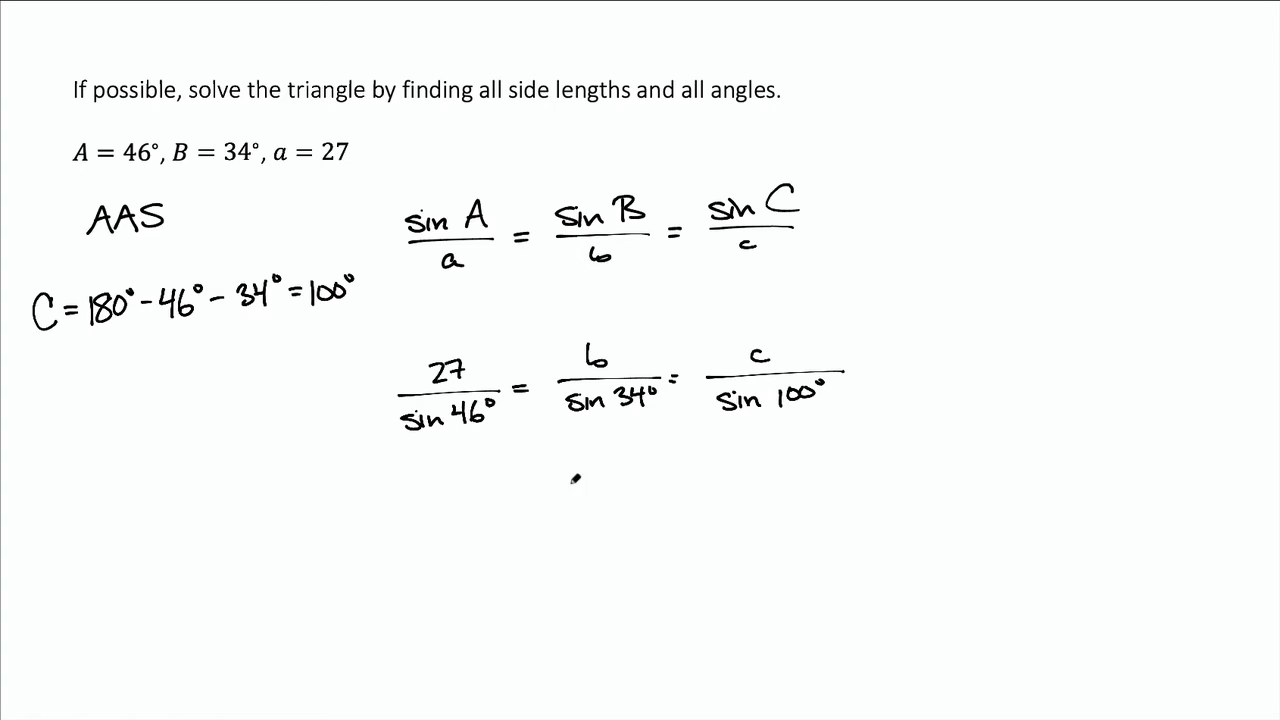 If possible, solve the triangle by finding all side lengths and all angles.
A = 46°, B = 34°, a = 27
AAS
sin A / a = sin B / b = sin C / c
C = 180° - 46° - 34° = 100°
27 / sin 46° = b / sin 34° = c / sin 100°